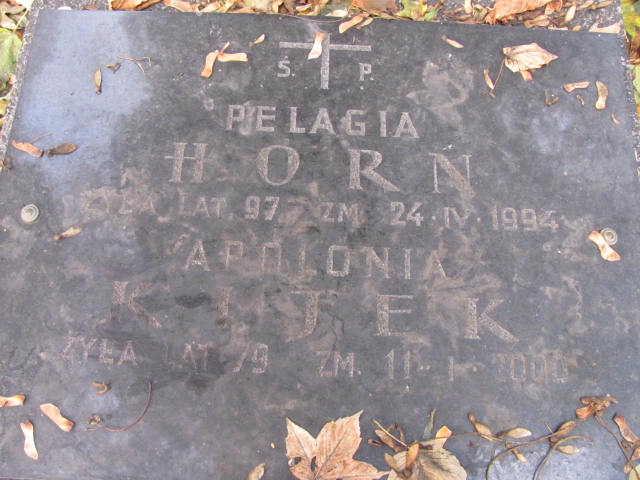 Ś. P.
PELAGIA
HORN
ŻYŁA LAT. 97. ZM. 24.IV.1994
APOLONIA
KIJEK
ŻYŁA LAT 79 ZM. 11.I.2000